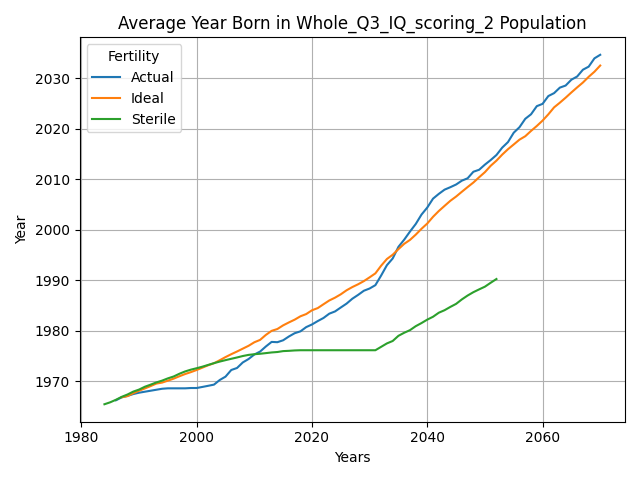 Average Year Born in Whole_Q3_IQ_scoring_2 Population
Fertility
Actual
Ideal
Sterile
Year
2030
2020
2010
2000
1990
1980
1970
1980 2000 2020 2040 2060
Years